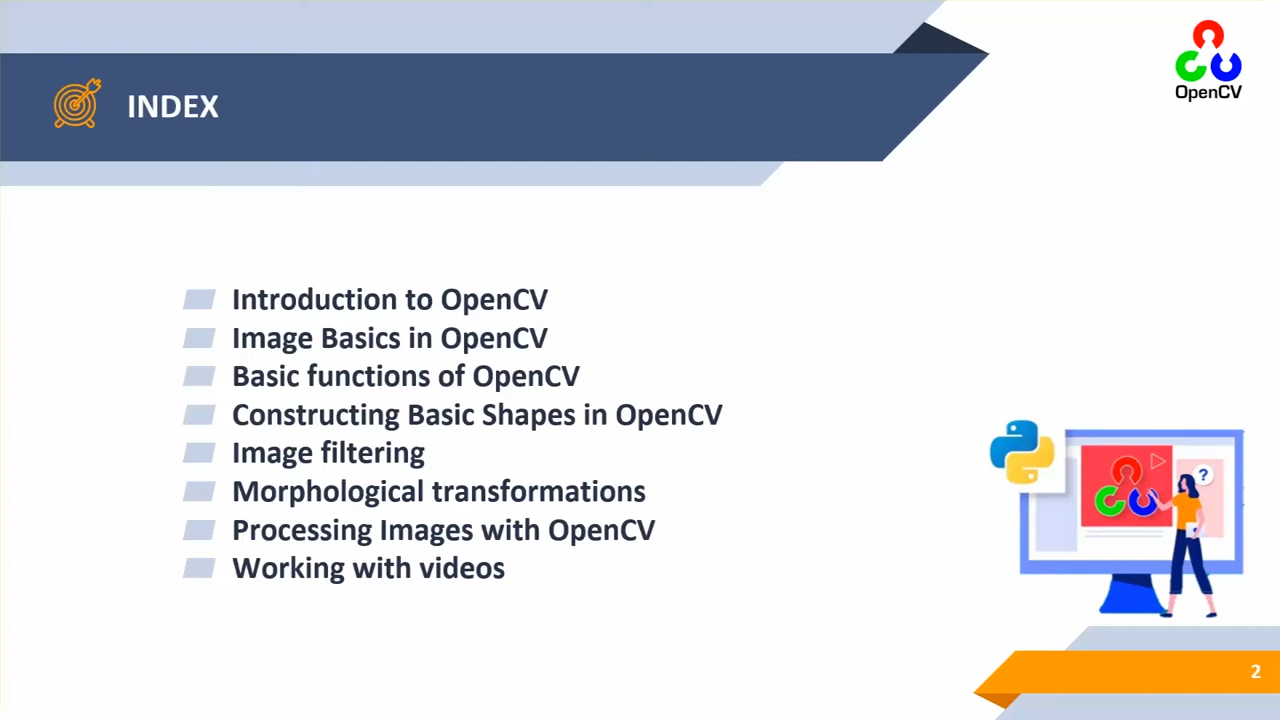 INDEX
OpenCV
Introduction to OpenCV
Image Basics in OpenCV
Basic functions of OpenCV
Constructing Basic Shapes in OpenCV
Image filtering
Morphological transformations
Processing Images with OpenCV
Working with videos
?
2